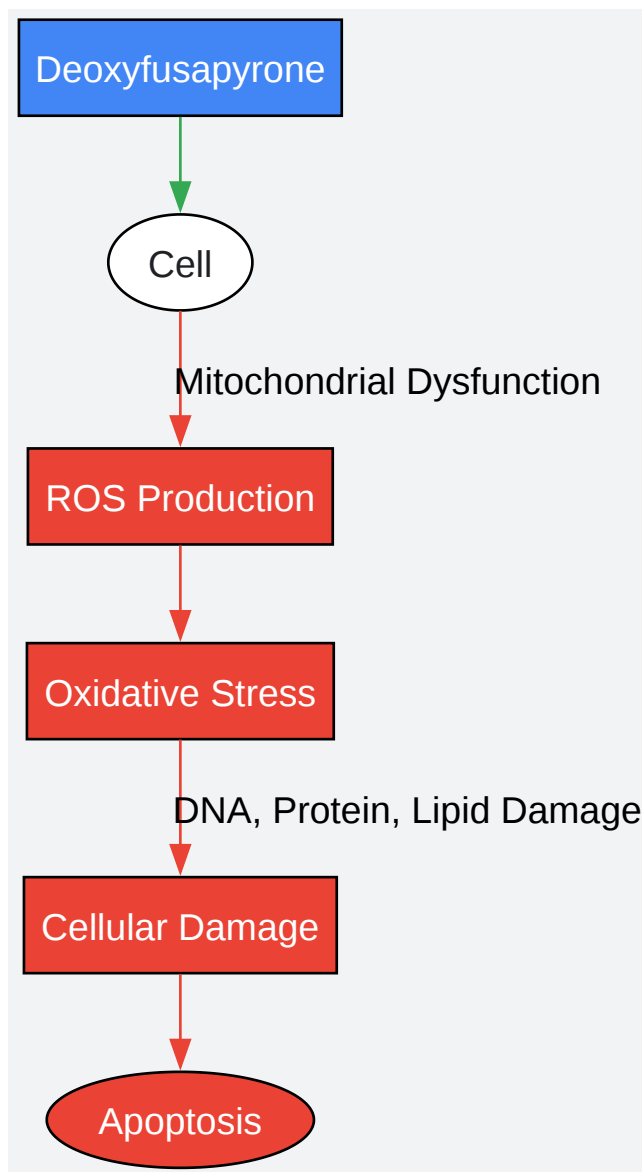 Deoxyfusapyrone
Cell
Mitochondrial Dysfunction
ROS Production
Oxidative Stress
DNA, Protein, Lipid Damage
Cellular Damage
Apoptosis